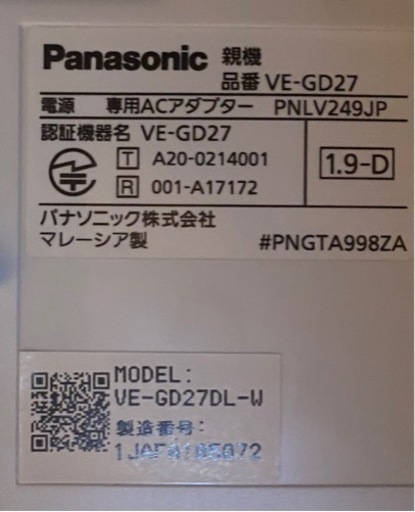 Panasonic 親機
品番 VE-GD27
電源 専用ACアダプター PNLV249JP
認証機器名 VE-GD27
T A20-0214001
R 001-A17172
1.9-D
パナソニック株式会社
マレーシア製 #PNGTA998ZA
MODEL:
VE-GD27DL-W
製造番号: